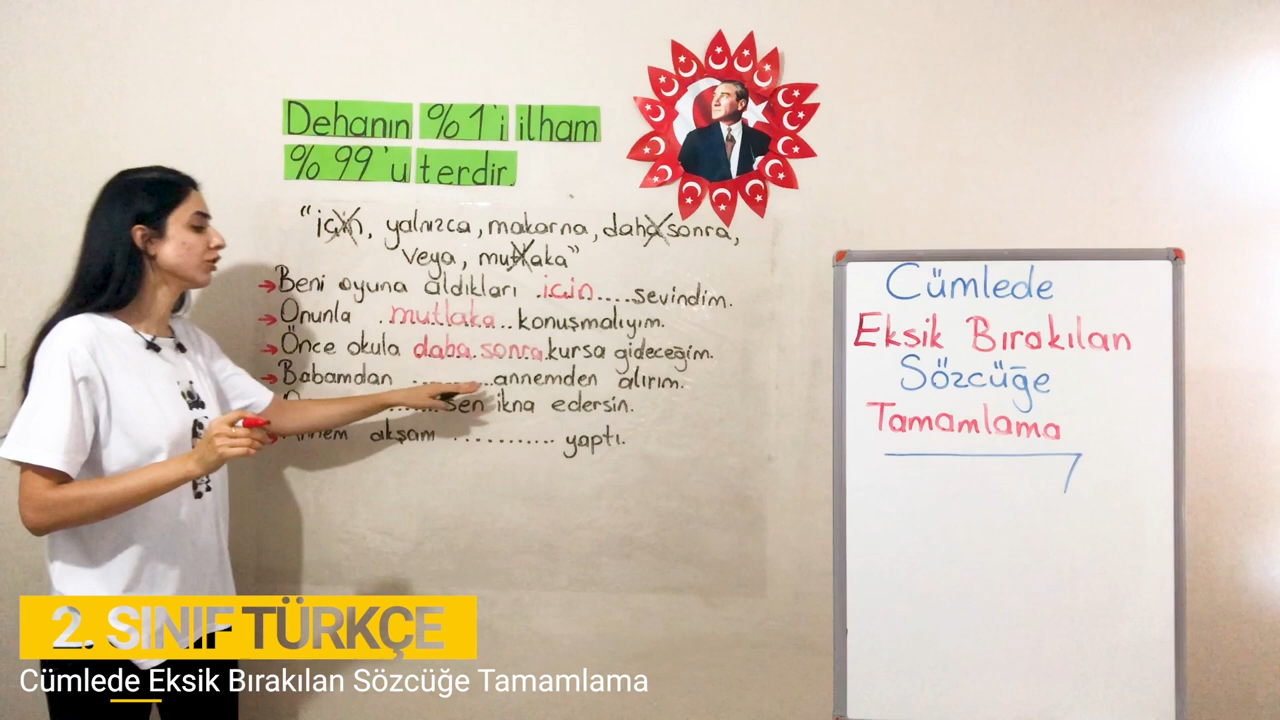 Dehanın %1'i ilham
%99'u terdir.
"için, yalnızca, makarna, daha sonra,
veya, mutlaka"
→Beni oyuna aldıkları .için....sevindim.
→Onunla .mutlaka..konuşmalıyım.
→Önce okula daha sonra.kursa gideceğim.
→Babamdan ..........annemden alırım.
sen ikna edersin.
Annem akşam ........... yaptı.
Cümlede
Eksik Bırakılan
Sözcüğe
Tamamlama
2. SINIF TÜRKÇE
Cümlede Eksik Bırakılan Sözcüğe Tamamlama